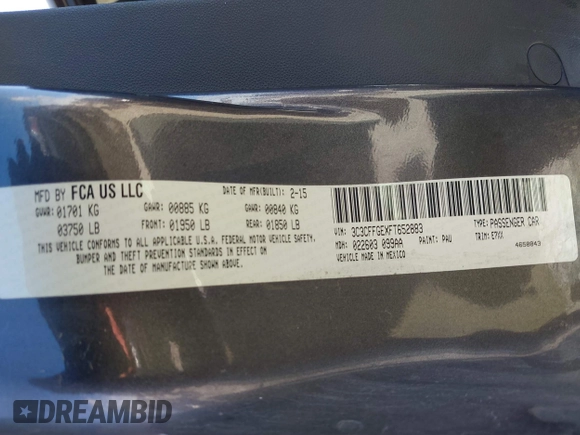 MFD BY FCA US LLC DATE OF MFR(BUILT): 2-15
GVWR: 01701 KG GAWR: 00885 KG GAWR: 00840 KG
03750 LB FRONT: 01950 LB REAR: 01850 LB
THIS VEHICLE CONFORMS TO ALL APPLICABLE U.S.A. FEDERAL MOTOR VEHICLE SAFETY,
BUMPER AND THEFT PREVENTION STANDARDS IN EFFECT ON
THE DATE OF MANUFACTURE SHOWN ABOVE.
VIN: 3C3CFFGEXFT652883 TYPE: PASSENGER CAR
MDH: 022603 099AA PAINT: PAU TRIM: E7XX
VEHICLE MADE IN MEXICO 4650843
DREAMBID